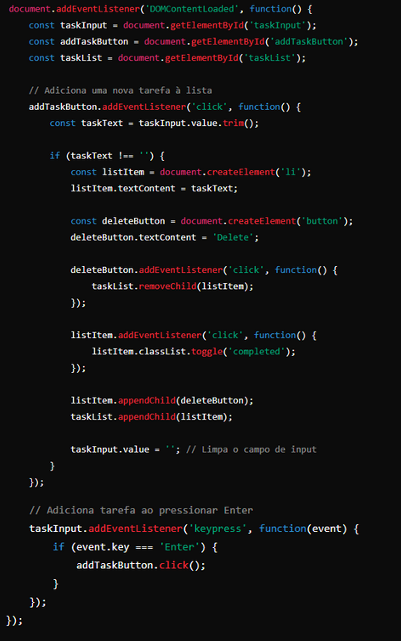 document.addEventListener('DOMContentLoaded', function() {
    const taskInput = document.getElementById('taskInput');
    const addTaskButton = document.getElementById('addTaskButton');
    const taskList = document.getElementById('taskList');

    // Adiciona uma nova tarefa à lista
    addTaskButton.addEventListener('click', function() {
        const taskText = taskInput.value.trim();

        if (taskText !== '') {
            const listItem = document.createElement('li');
            listItem.textContent = taskText;

            const deleteButton = document.createElement('button');
            deleteButton.textContent = 'Delete';

            deleteButton.addEventListener('click', function() {
                taskList.removeChild(listItem);
            });

            listItem.addEventListener('click', function() {
                listItem.classList.toggle('completed');
            });

            listItem.appendChild(deleteButton);
            taskList.appendChild(listItem);

            taskInput.value = ''; // Limpa o campo de input
        }
    });

    // Adiciona tarefa ao pressionar Enter
    taskInput.addEventListener('keypress', function(event) {
        if (event.key === 'Enter') {
            addTaskButton.click();
        }
    });
});